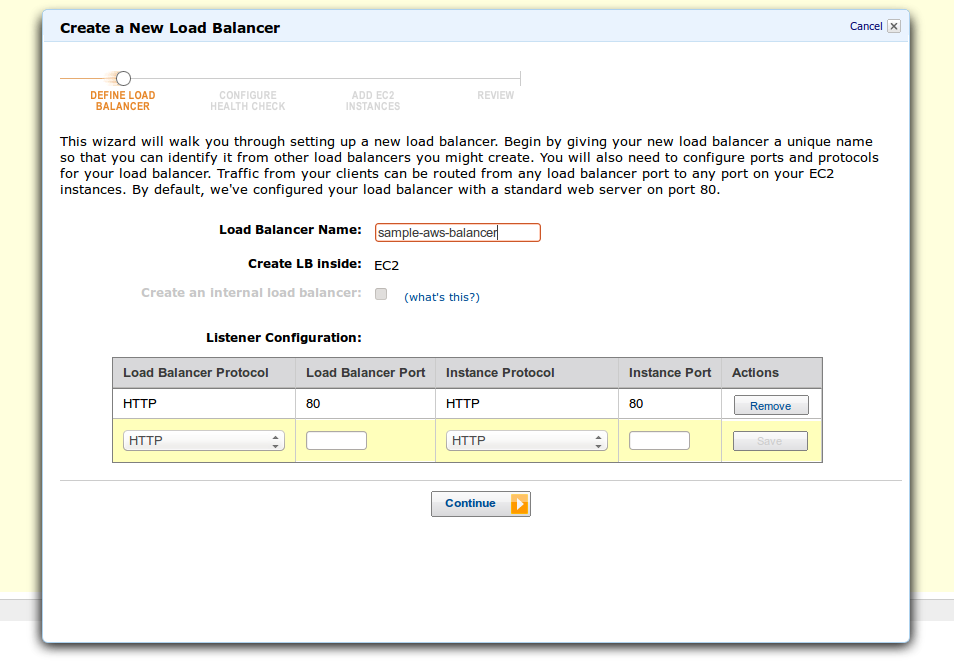 Create a New Load Balancer
Cancel
DEFINE LOAD BALANCER
CONFIGURE HEALTH CHECK
ADD EC2 INSTANCES
REVIEW
This wizard will walk you through setting up a new load balancer. Begin by giving your new load balancer a unique name
so that you can identify it from other load balancers you might create. You will also need to configure ports and protocols
for your load balancer. Traffic from your clients can be routed from any load balancer port to any port on your EC2
instances. By default, we've configured your load balancer with a standard web server on port 80.
Load Balancer Name: sample-aws-balancer
Create LB inside: EC2
Create an internal load balancer: (what's this?)
Listener Configuration:
Load Balancer Protocol Load Balancer Port Instance Protocol Instance Port Actions
HTTP 80 HTTP 80 Remove
HTTP HTTP Save
Continue